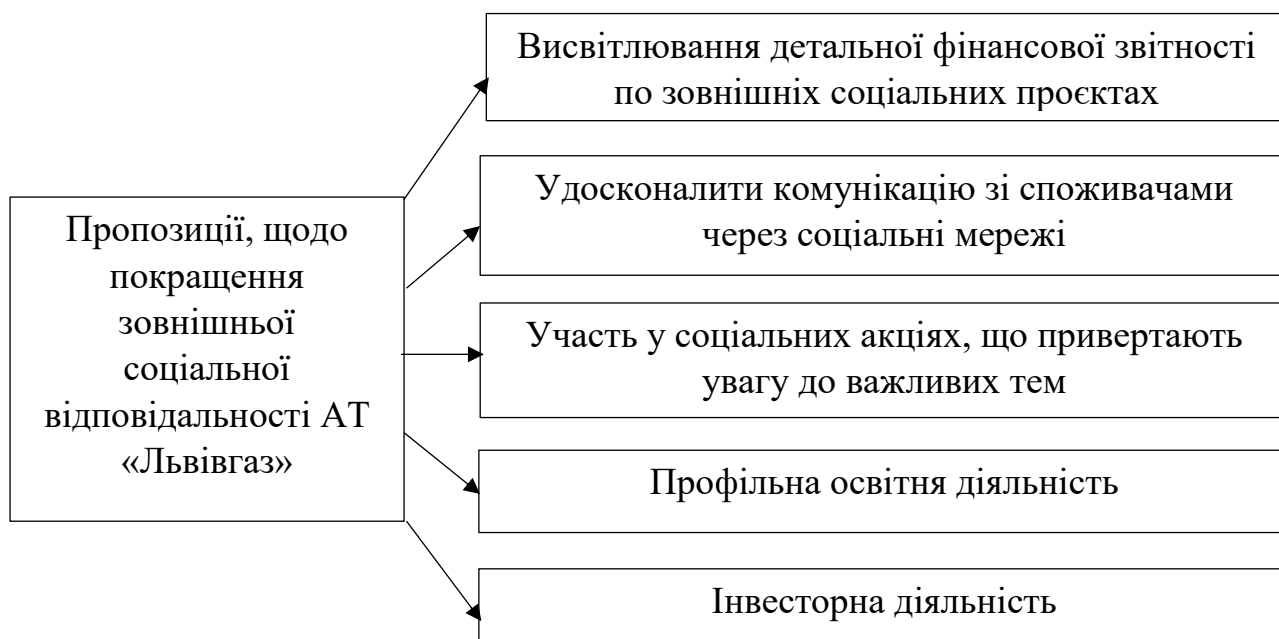 Пропозиції, щодо
покращення
зовнішньої
соціальної
відповідальності АТ
«Львівгаз»
Висвітлювання детальної фінансової звітності
по зовнішніх соціальних проєктах
Удосконалити комунікацію зі споживачами
через соціальні мережі
Участь у соціальних акціях, що привертають
увагу до важливих тем
Профільна освітня діяльність
Інвесторна діяльність